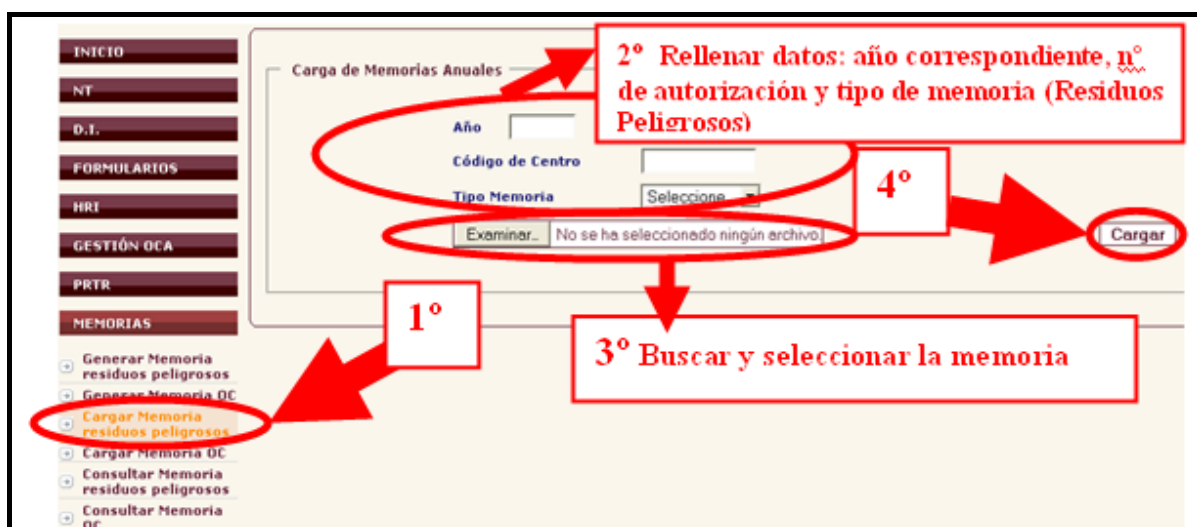 INICIO
NT
D.I.
FORMULARIOS
HRI
GESTIÓN OCA
PRTR
MEMORIAS
Generar Memoria
residuos peligrosos
Generar Memoria OC
Cargar Memoria
residuos peligrosos
Cargar Memoria OC
Consultar Memoria
residuos peligrosos
Consultar Memoria
OC
Carga de Memorias Anuales
Año
Código de Centro
Tipo Memoria Seleccione
Examinar_ No se ha seleccionado ningún archivo.
Cargar
1º
2º Rellenar datos: año correspondiente, nº
de autorización y tipo de memoria (Residuos
Peligrosos)
3º Buscar y seleccionar la memoria
4º